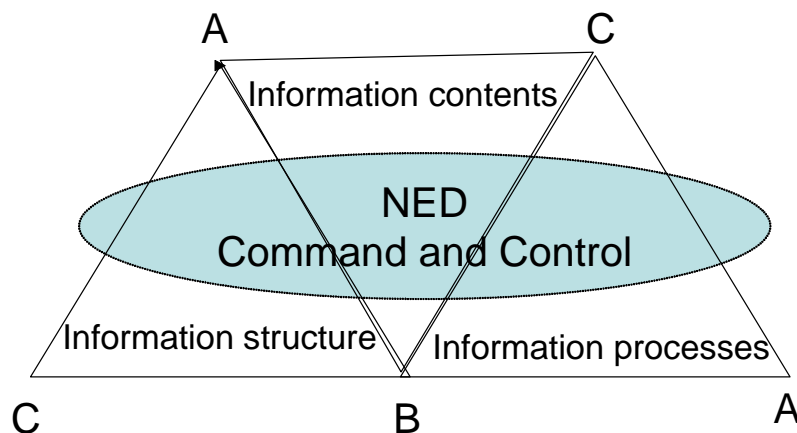 A
C
Information contents
NED
Command and Control
Information structure
Information processes
C
B
A